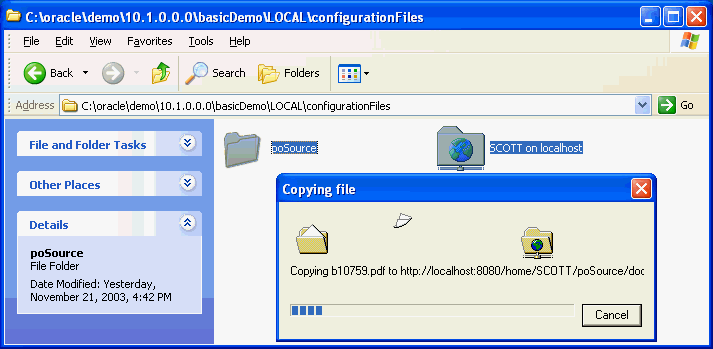 C:\oracle\demo\10.1.0.0.0\basicDemo\LOCAL\configurationFiles
File Edit View Favorites Tools Help
Back Search Folders
Address C:\oracle\demo\10.1.0.0.0\basicDemo\LOCAL\configurationFiles Go
File and Folder Tasks
Other Places
Details
poSource
File Folder
Date Modified: Yesterday,
November 21, 2003, 4:42 PM
poSource
SCOTT on localhost
Copying file
Copying b10759.pdf to http://localhost:8080/home/SCOTT/poSource/doc
Cancel